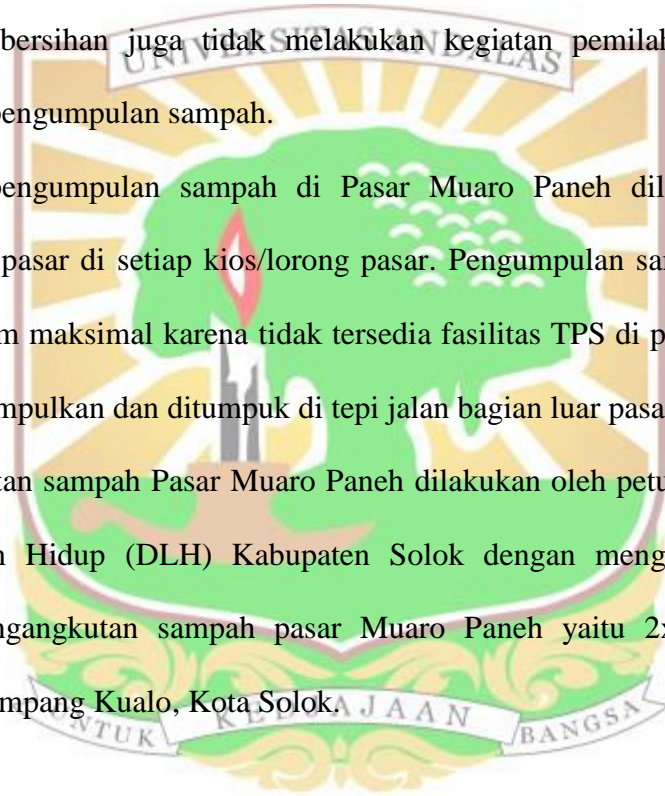 UNIVERSITAS ANDALAS
bersihan juga tidak melakukan kegiatan pemilah
pengumpulan sampah.
pengumpulan sampah di Pasar Muaro Paneh dil
pasar di setiap kios/lorong pasar. Pengumpulan sa
m maksimal karena tidak tersedia fasilitas TPS di p
mpulkan dan ditumpuk di tepi jalan bagian luar pasa
tan sampah Pasar Muaro Paneh dilakukan oleh petu
n Hidup (DLH) Kabupaten Solok dengan meng
ngangkutan sampah pasar Muaro Paneh yaitu 2x
mpang Kualo, Kota Solok.
UNTUK KEDJAJAAN BANGSA